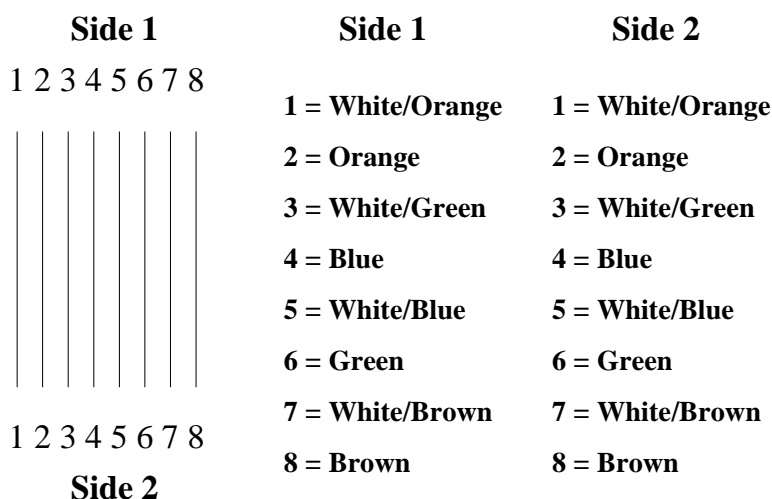 Side 1
1 2 3 4 5 6 7 8
1 2 3 4 5 6 7 8
Side 2
Side 1
1 = White/Orange
2 = Orange
3 = White/Green
4 = Blue
5 = White/Blue
6 = Green
7 = White/Brown
8 = Brown
Side 2
1 = White/Orange
2 = Orange
3 = White/Green
4 = Blue
5 = White/Blue
6 = Green
7 = White/Brown
8 = Brown